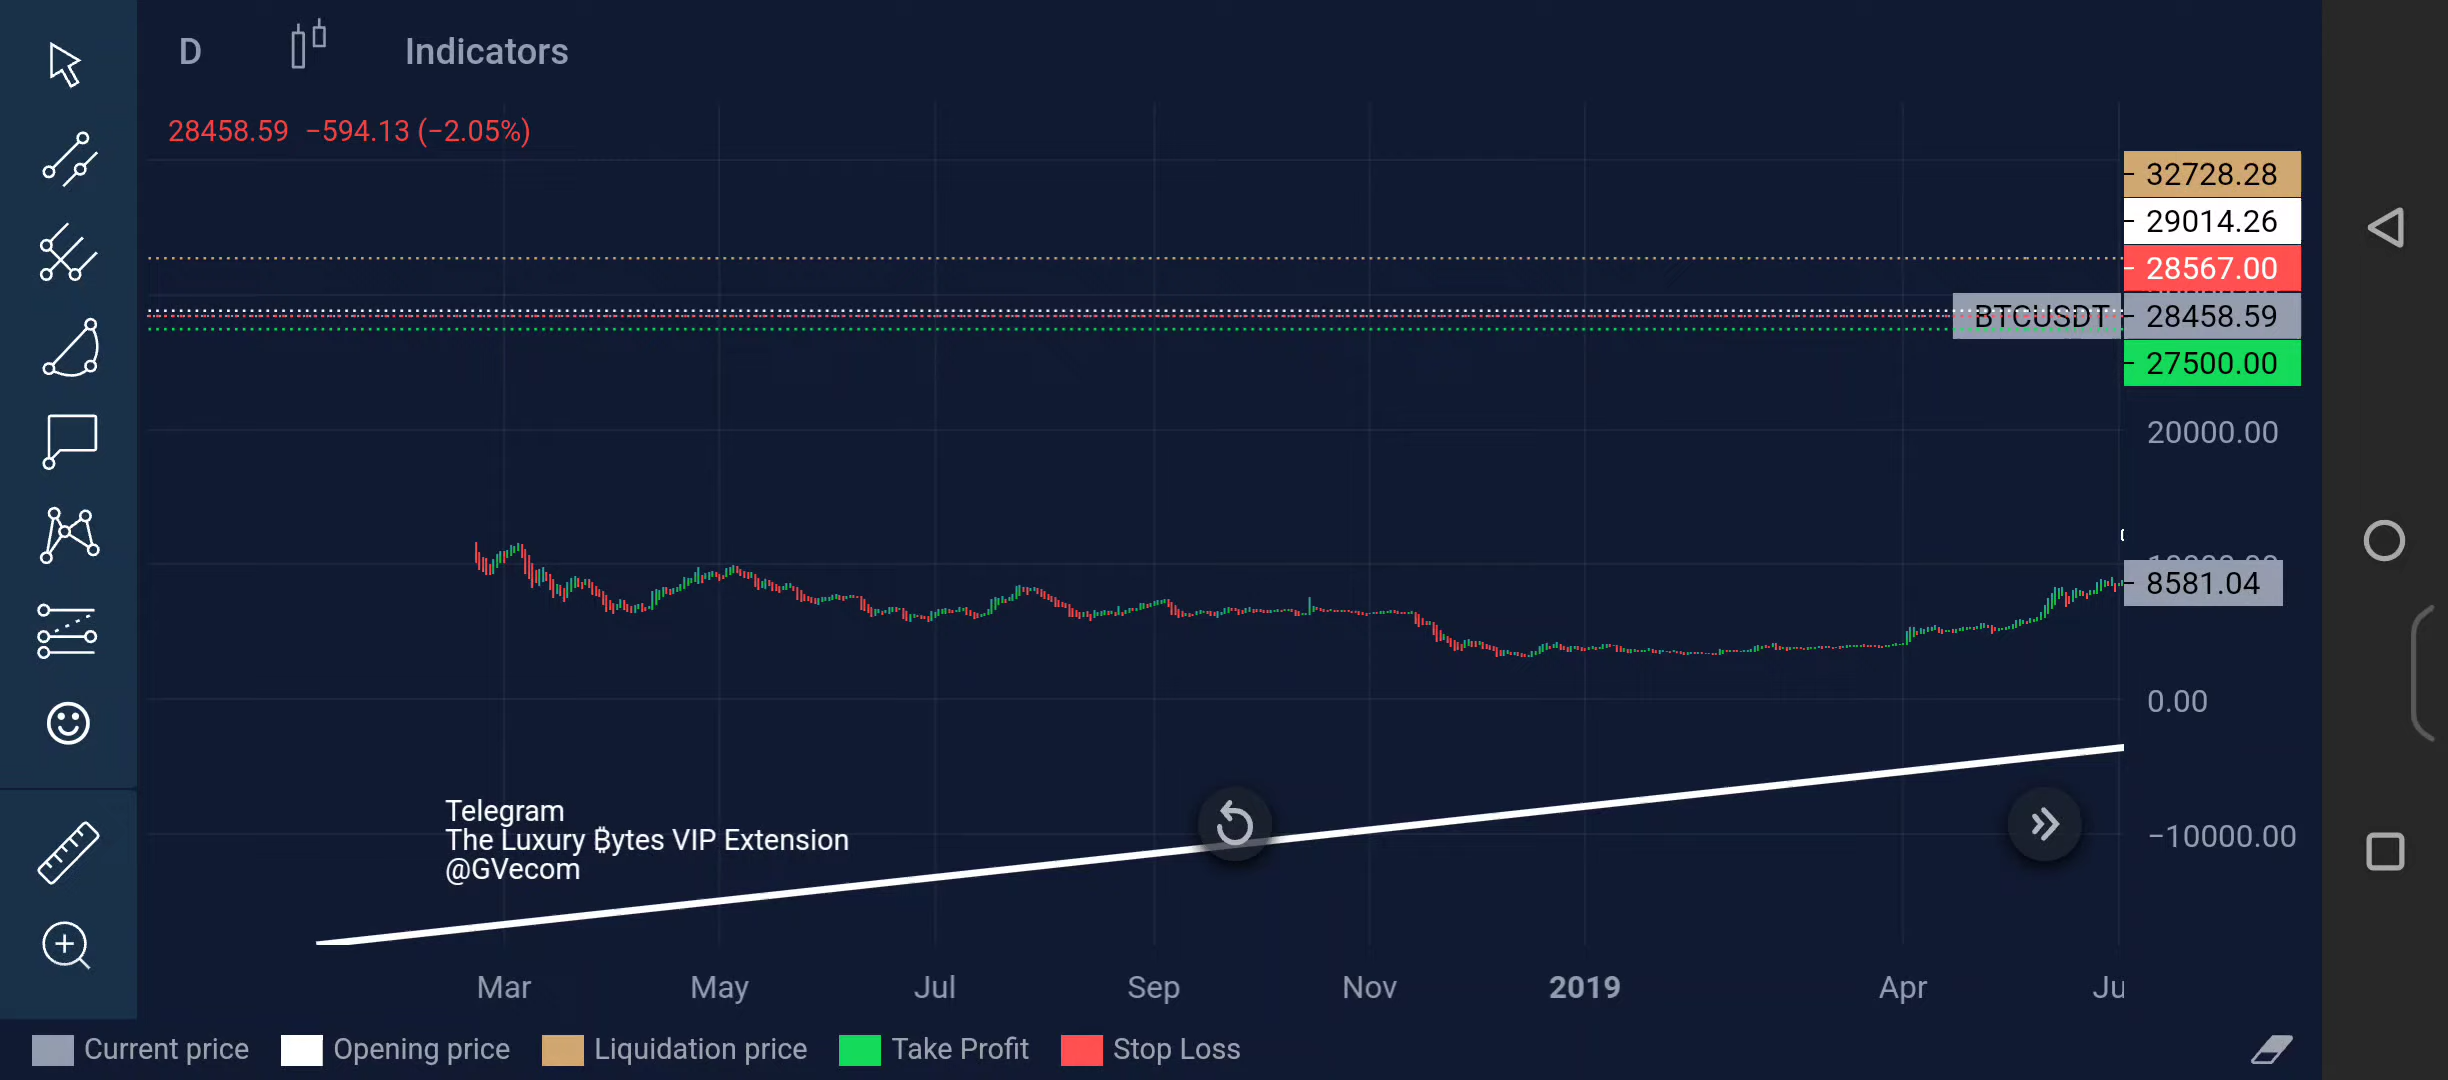 D
Indicators
28458.59 −594.13 (−2.05%)
32728.28
29014.26
28567.00
BTCUSDT
28458.59
27500.00
20000.00
8581.04
0.00
−10000.00
Telegram
The Luxury ₿ytes VIP Extension
@GVecom
Mar
May
Jul
Sep
Nov
2019
Apr
Ju
Current price
Opening price
Liquidation price
Take Profit
Stop Loss